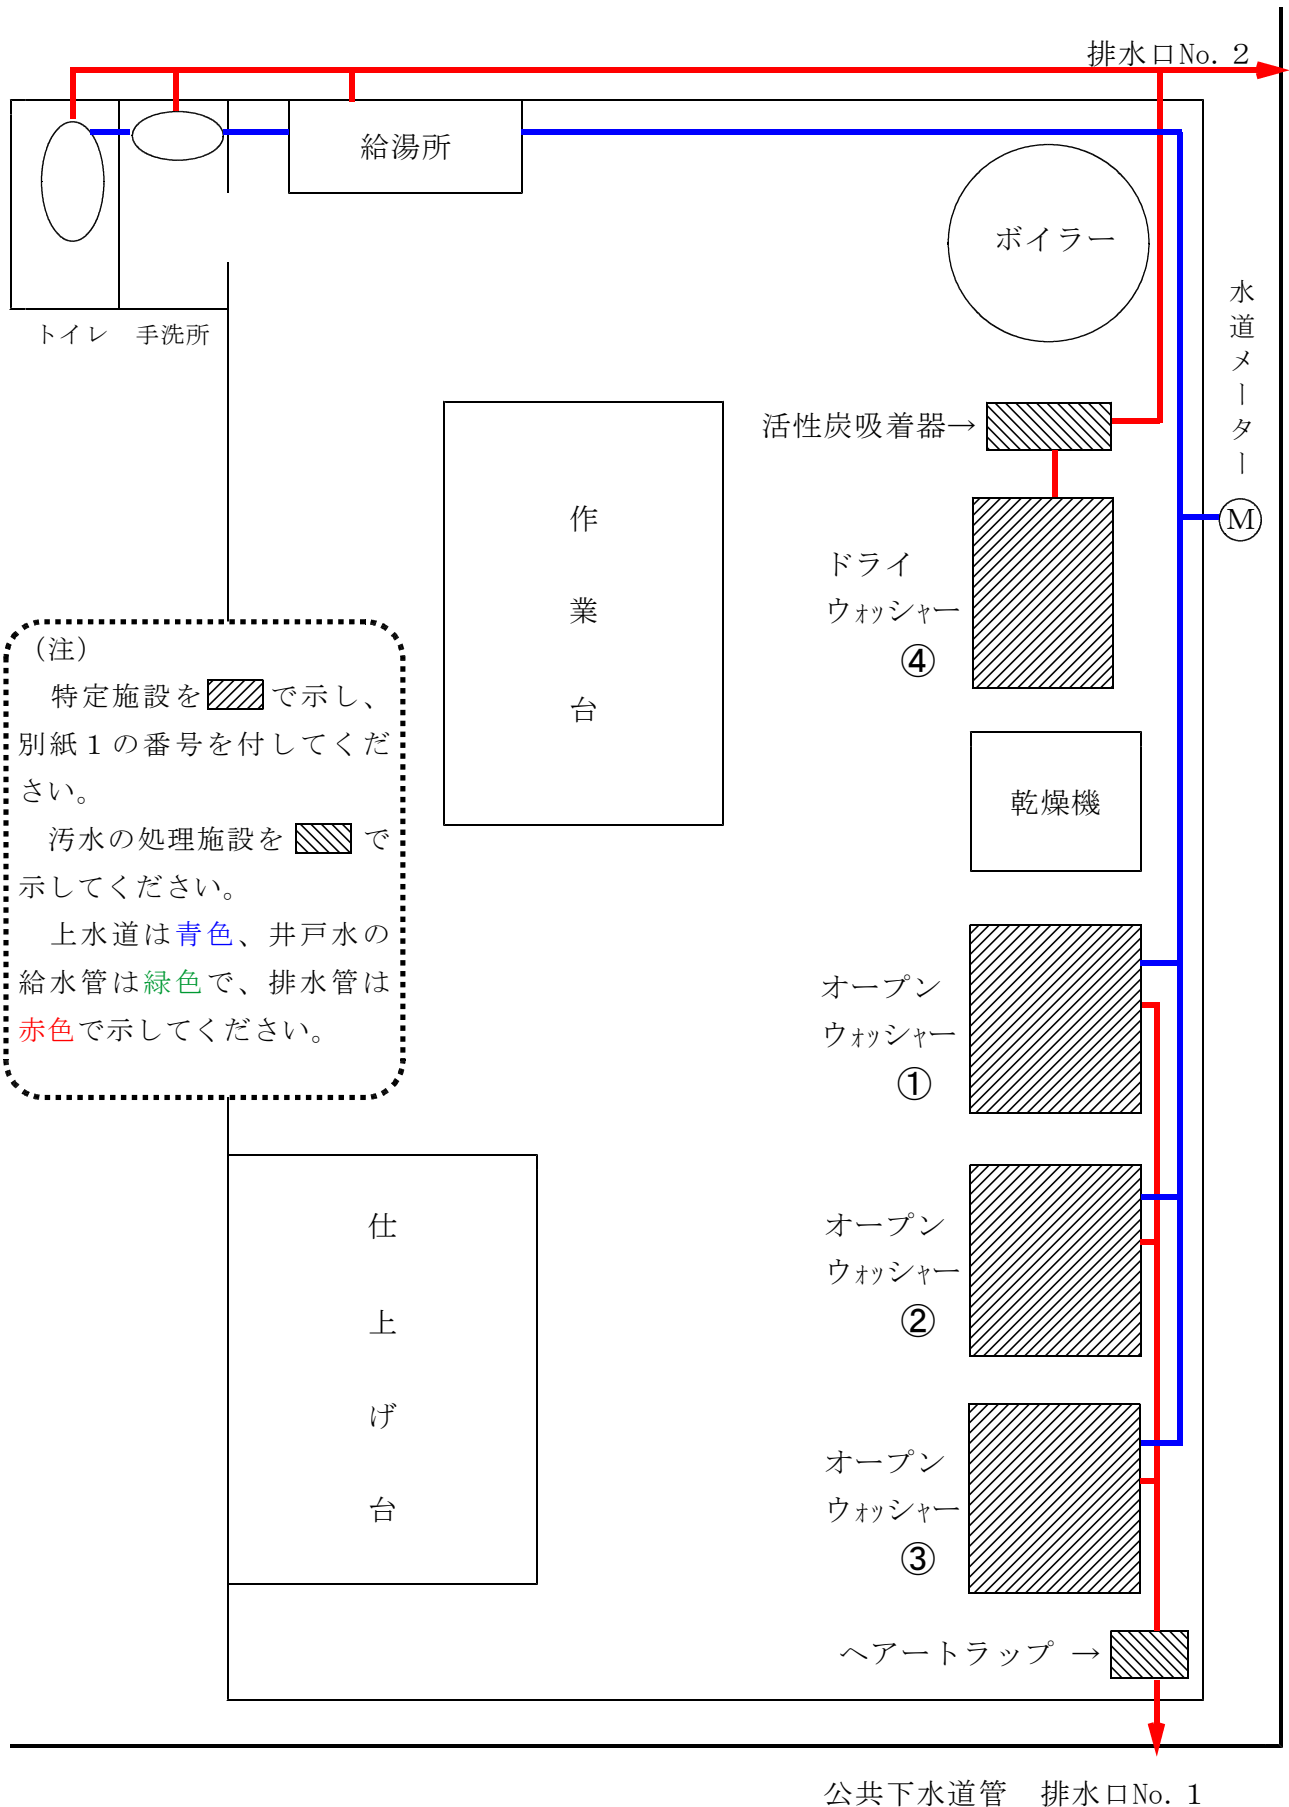 排水口No. 2
給湯所
ボイラー
トイレ 手洗所
水道メーター
M
活性炭吸着器→
作業台
ドライ
ウォッシャー
④
（注）
特定施設を で示し、
別紙１の番号を付してくだ
さい。
汚水の処理施設を で
示してください。
上水道は青色、井戸水の
給水管は緑色で、排水管は
赤色で示してください。
乾燥機
オープン
ウォッシャー
①
オープン
ウォッシャー
②
オープン
ウォッシャー
③
仕上げ台
ヘアートラップ →
公共下水道管 排水口No. 1